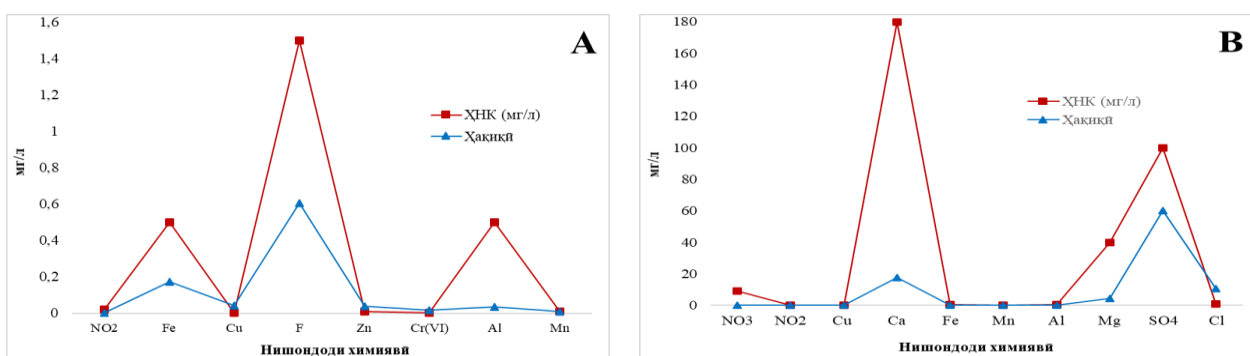 A
1,6
1,4
1,2
1
0,8
0,6
0,4
0,2
0
мг/л
ҲНК (мг/л)
Ҳақиқӣ
NO2 Fe Cu F Zn Cr(VI) Al Mn
Нишондоди химиявӣ
B
180
160
140
120
100
80
60
40
20
0
мг/л
ҲНК (мг/л)
Ҳақиқӣ
NO3 NO2 Cu Ca Fe Mn Al Mg SO4 Cl
Нишондоди химиявӣ